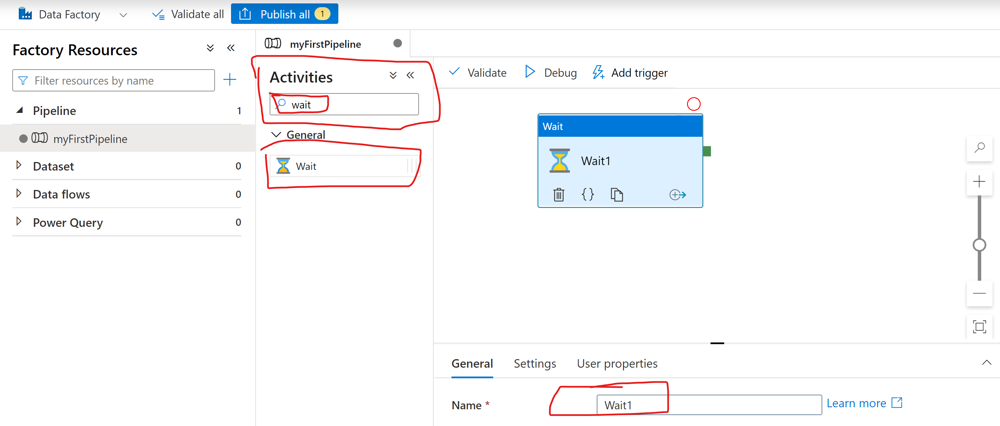 Data Factory Validate all Publish all 1
Factory Resources
Filter resources by name
Pipeline 1
myFirstPipeline
Dataset 0
Data flows 0
Power Query 0
myFirstPipeline
Activities
wait
General
Wait
Validate Debug Add trigger
Wait
Wait1
{}
General Settings User properties
Name * Wait1 Learn more